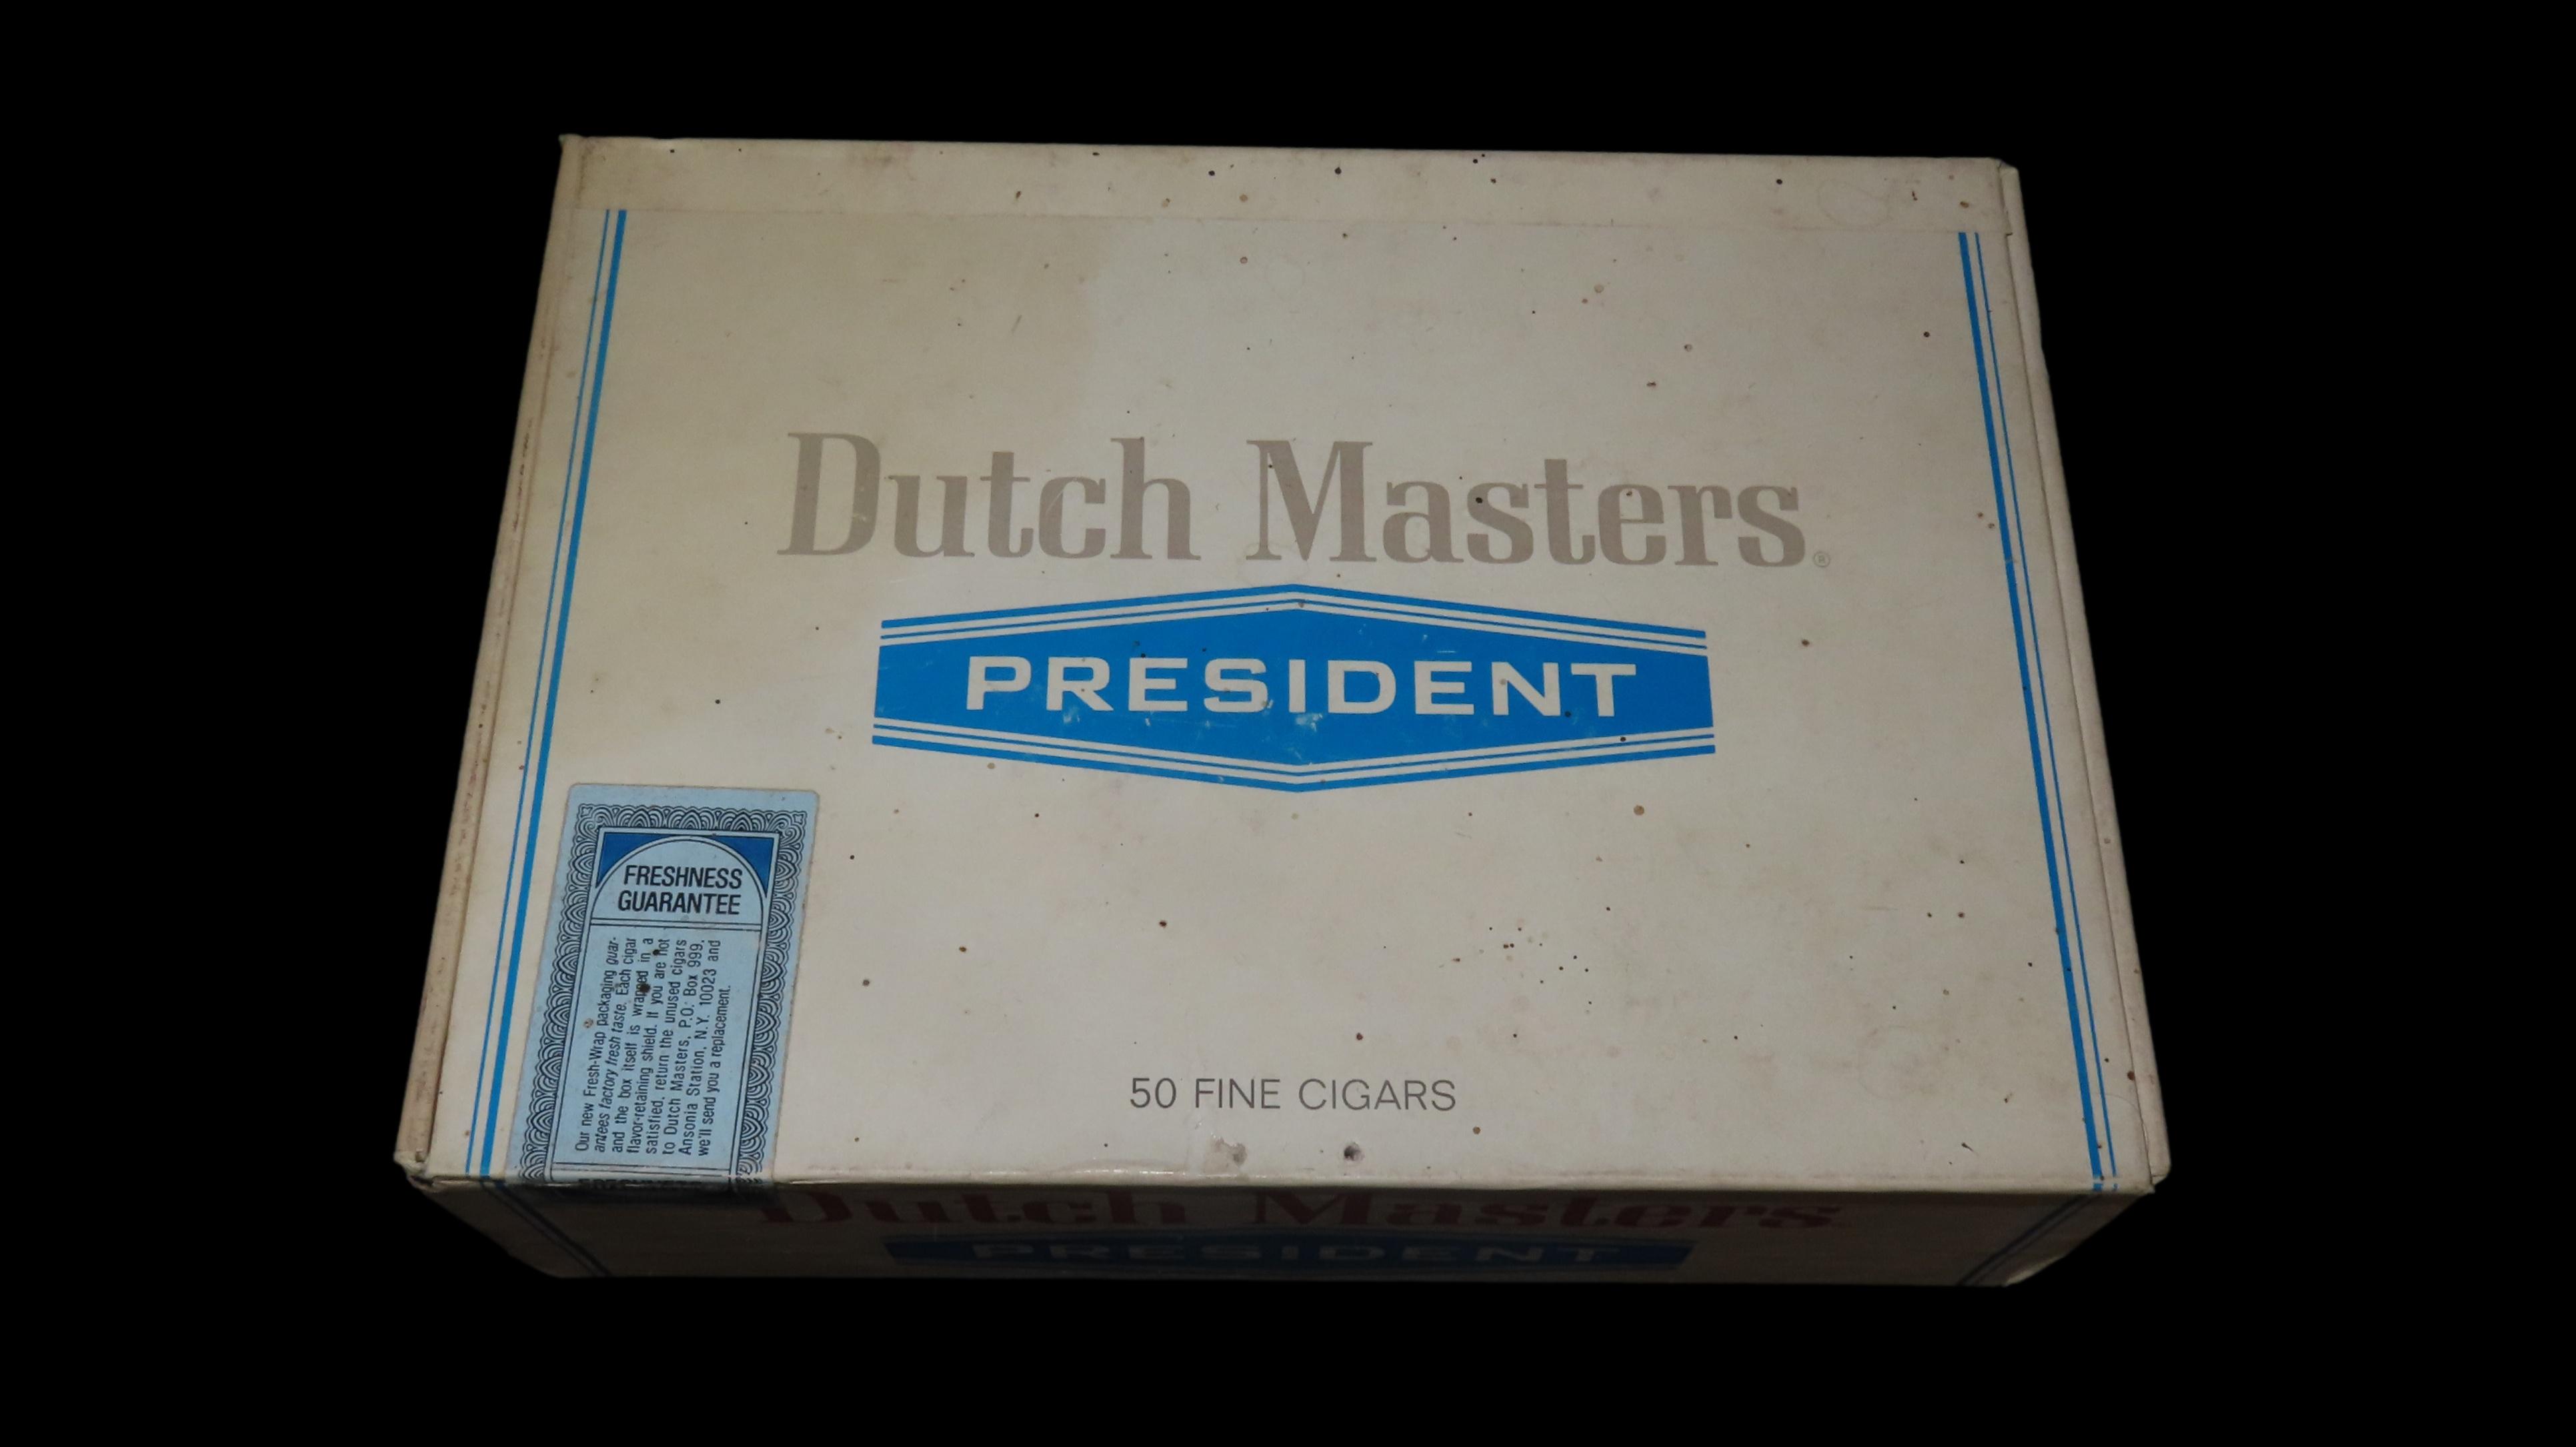 Dutch Masters®
PRESIDENT
FRESHNESS
GUARANTEE
Our new Fresh-Wrap packaging guar-
antees factory fresh taste. Each cigar
and the box itself is wrapped in a
flavor-retaining shield. If you are not
satisfied, return the unused cigars
to Dutch Masters, P.O. Box 999,
Ansonia Station, N.Y. 10023 and
we'll send you a replacement.
50 FINE CIGARS
Dutch Masters
PRESIDENT